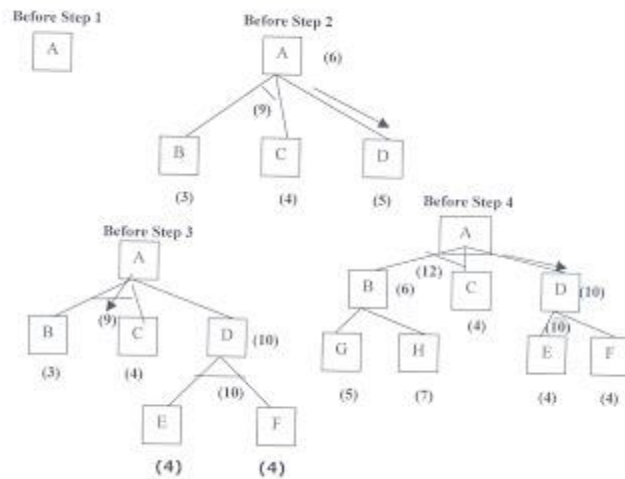 Before Step 1
A
Before Step 2
A (6)
(9)
B C D
(3) (4) (5)
Before Step 3
A
(9)
B C D (10)
(3) (4)
(10)
E F
(4) (4)
Before Step 4
A
(12)
B (6) C D (10)
(4) (10)
G H E F
(5) (7) (4) (4)